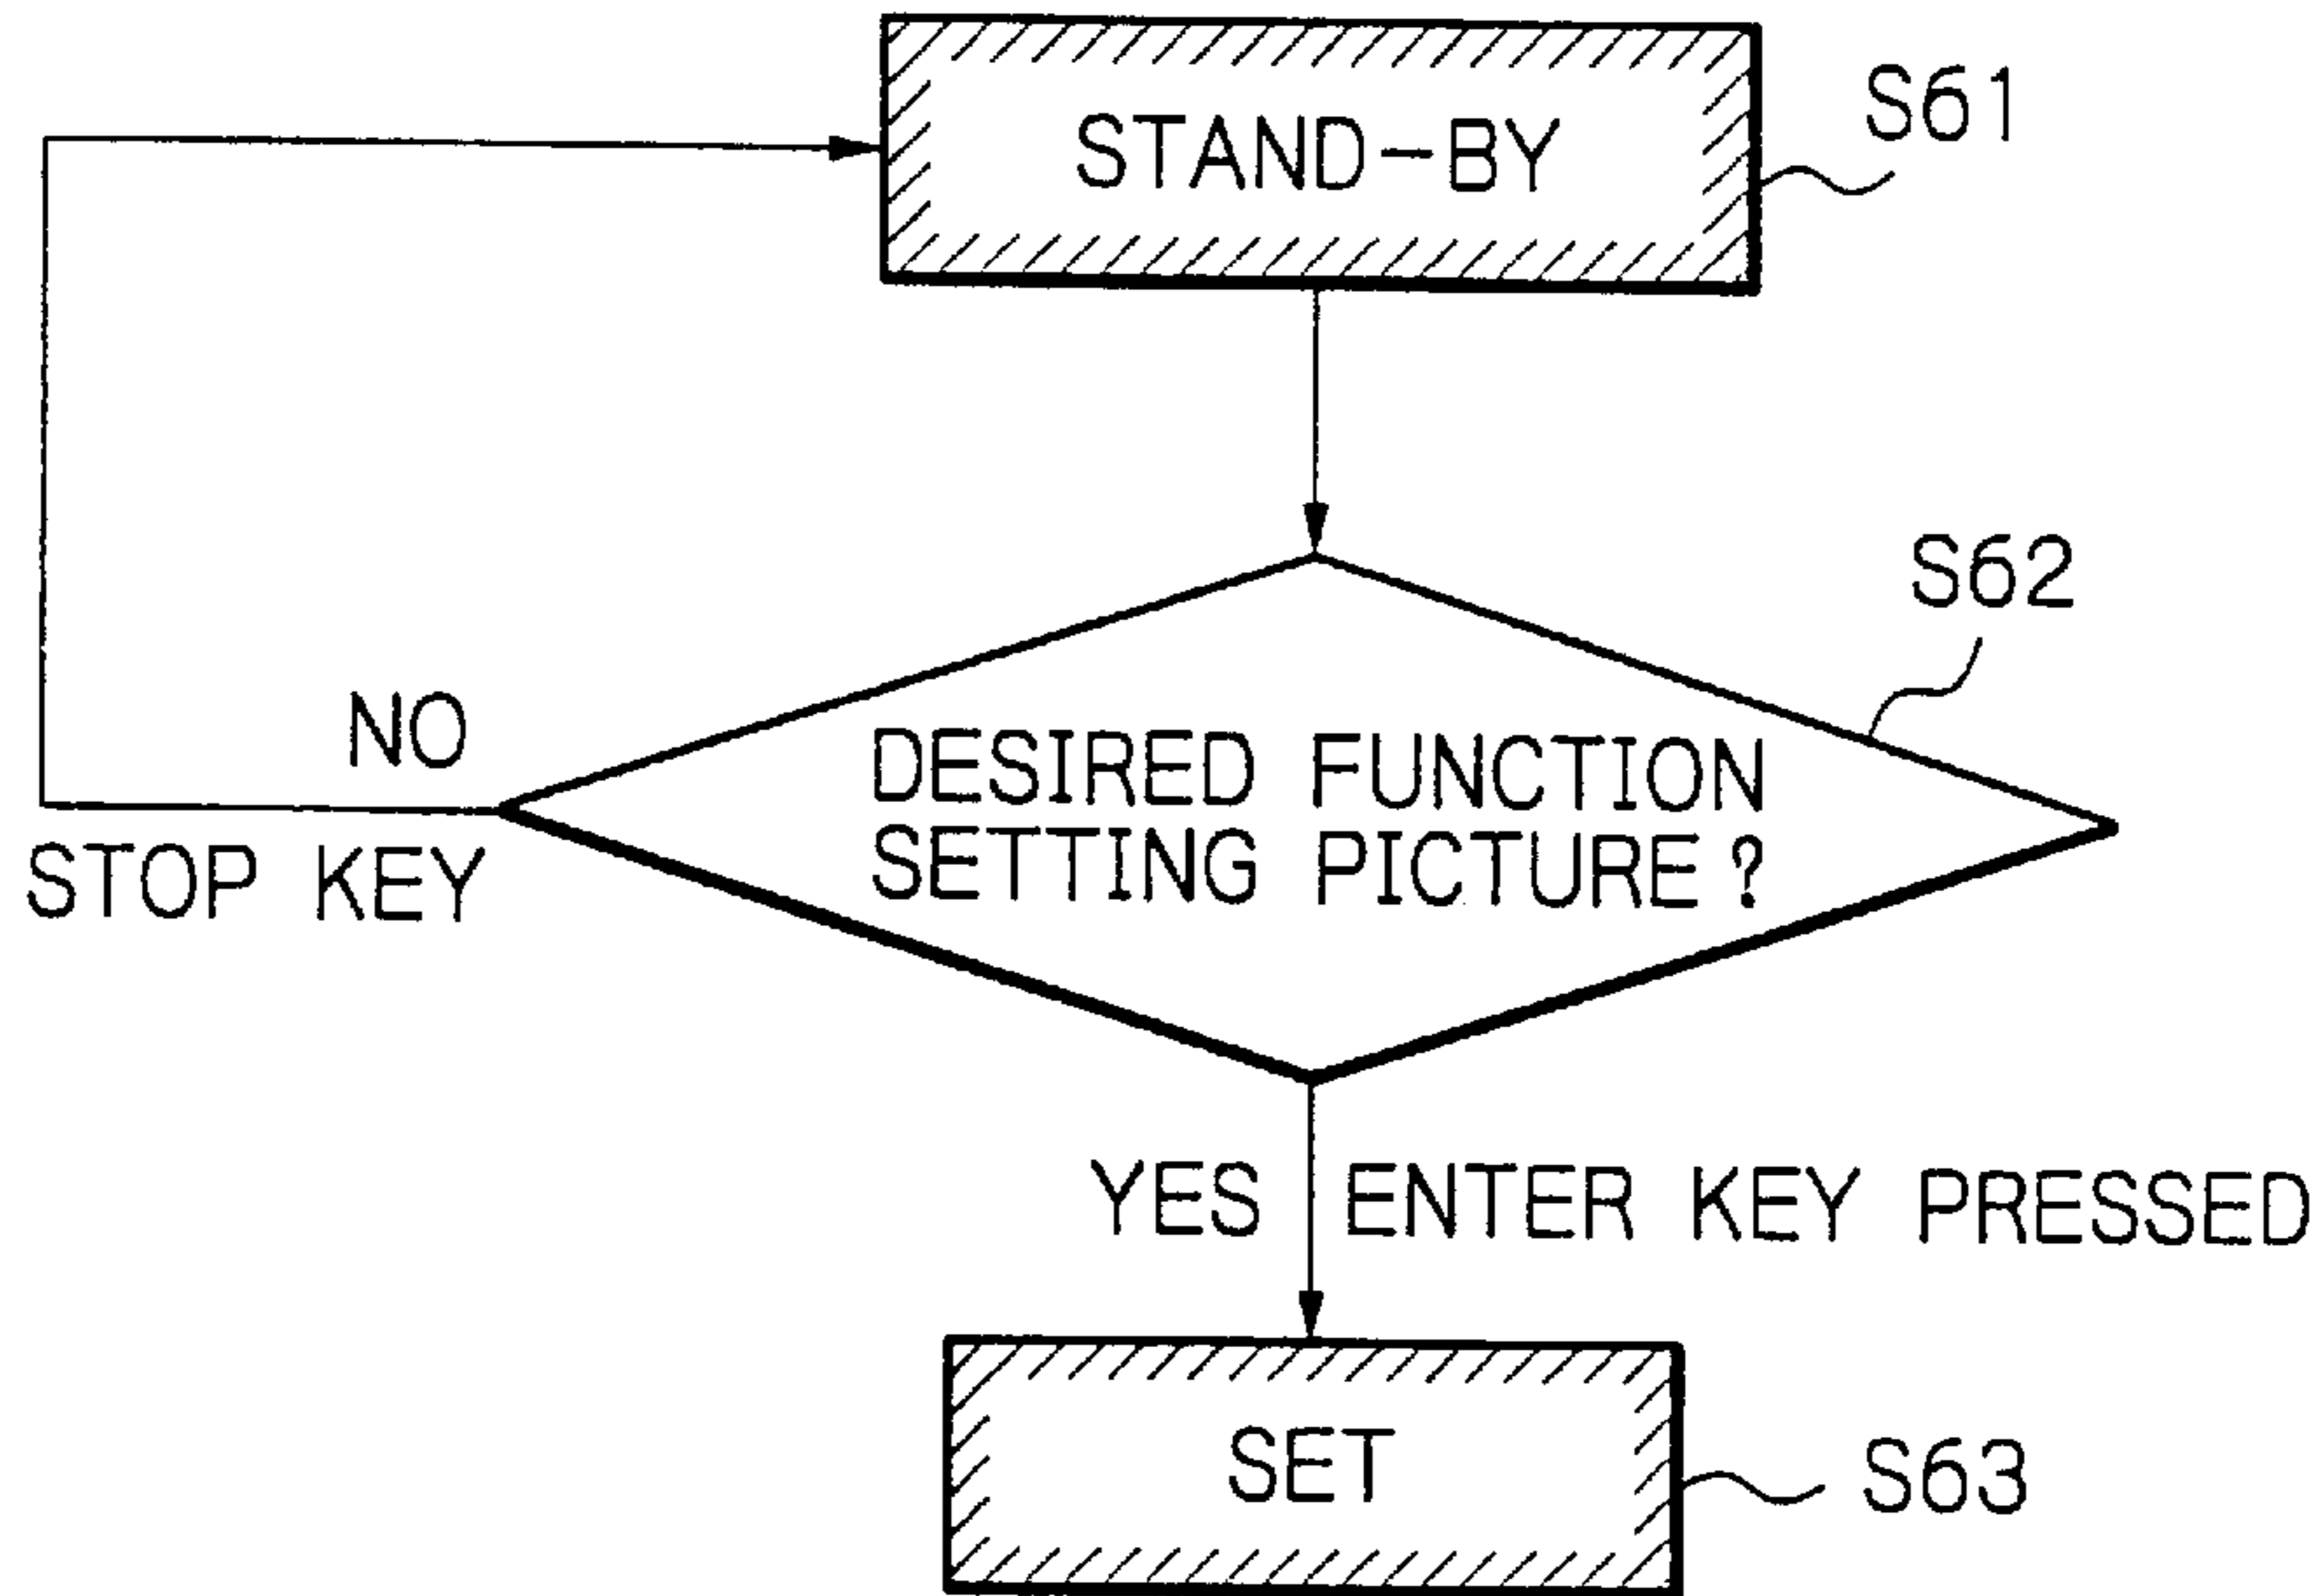 STAND-BY
S61
S62
NO
DESIRED FUNCTION
SETTING PICTURE?
STOP KEY
YES ENTER KEY PRESSED
SET
S63